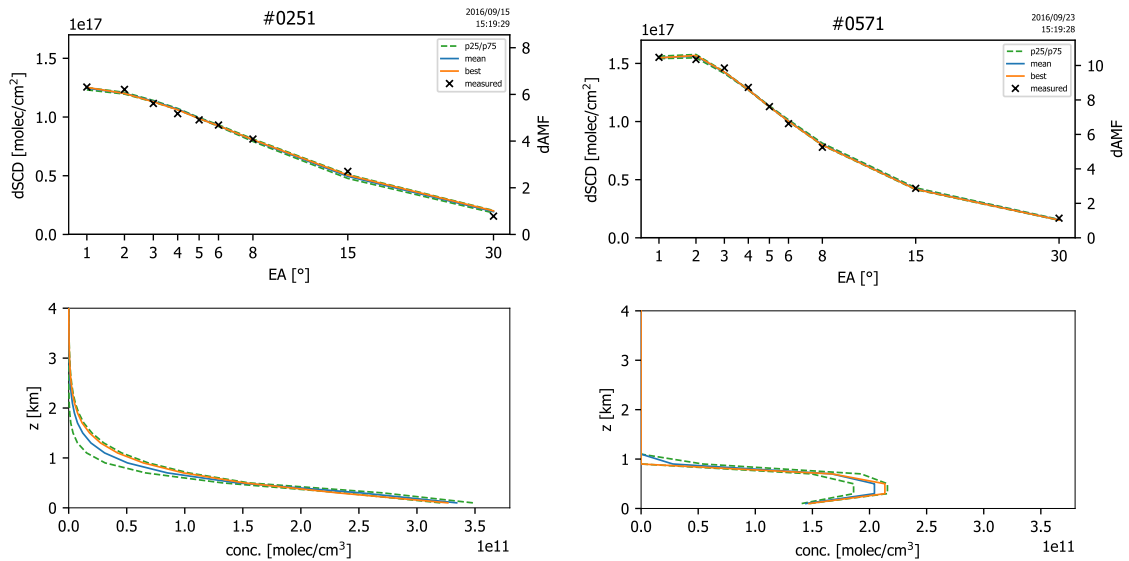 1e17
#0251
2016/09/15
15:19:29
dSCD [molec/cm²]
1.5
1.0
0.5
0.0
8
6
4
2
0
dAMF
p25/p75
mean
best
measured
1 2 3 4 5 6 8 15 30
EA [°]
1e17
#0571
2016/09/23
15:19:28
dSCD [molec/cm²]
1.5
1.0
0.5
0.0
10
8
6
4
2
0
dAMF
p25/p75
mean
best
measured
1 2 3 4 5 6 8 15 30
EA [°]
z [km]
4
3
2
1
0
0.0 0.5 1.0 1.5 2.0 2.5 3.0 3.5
conc. [molec/cm³]
1e11
z [km]
4
3
2
1
0
0.0 0.5 1.0 1.5 2.0 2.5 3.0 3.5
conc. [molec/cm³]
1e11